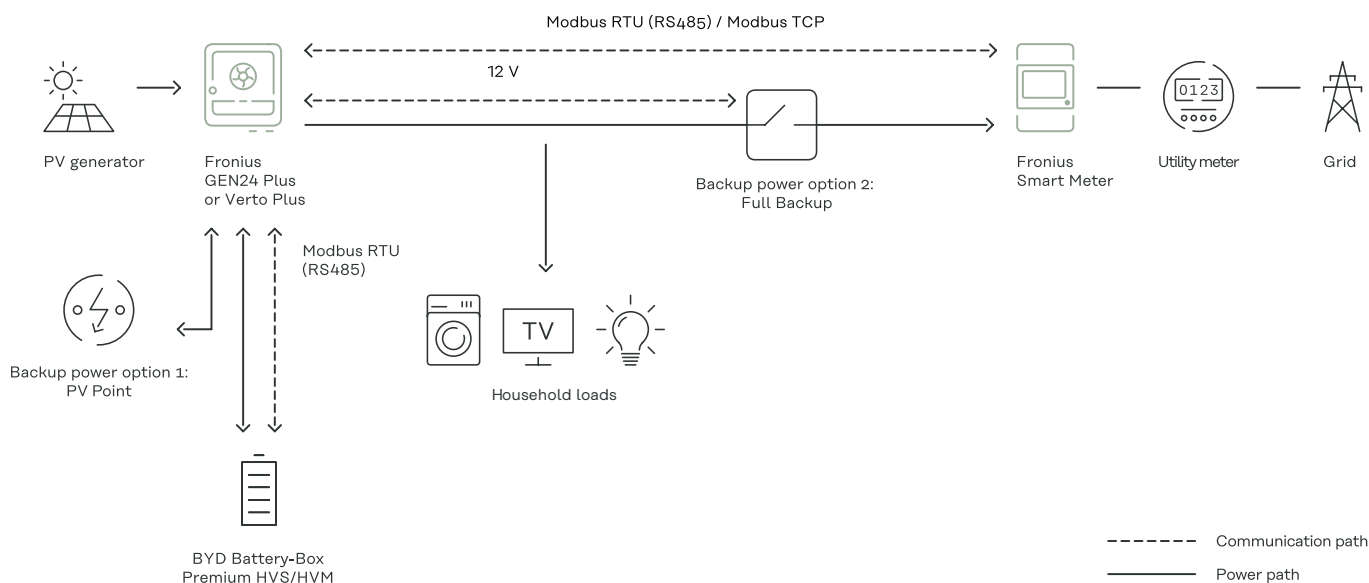 Modbus RTU (RS485) / Modbus TCP
12 V
0123
PV generator
Fronius
GEN24 Plus
or Verto Plus
Backup power option 2:
Full Backup
Fronius
Smart Meter
Utility meter
Grid
Modbus RTU
(RS485)
TV
Household loads
Backup power option 1:
PV Point
BYD Battery-Box
Premium HVS/HVM
Communication path
Power path